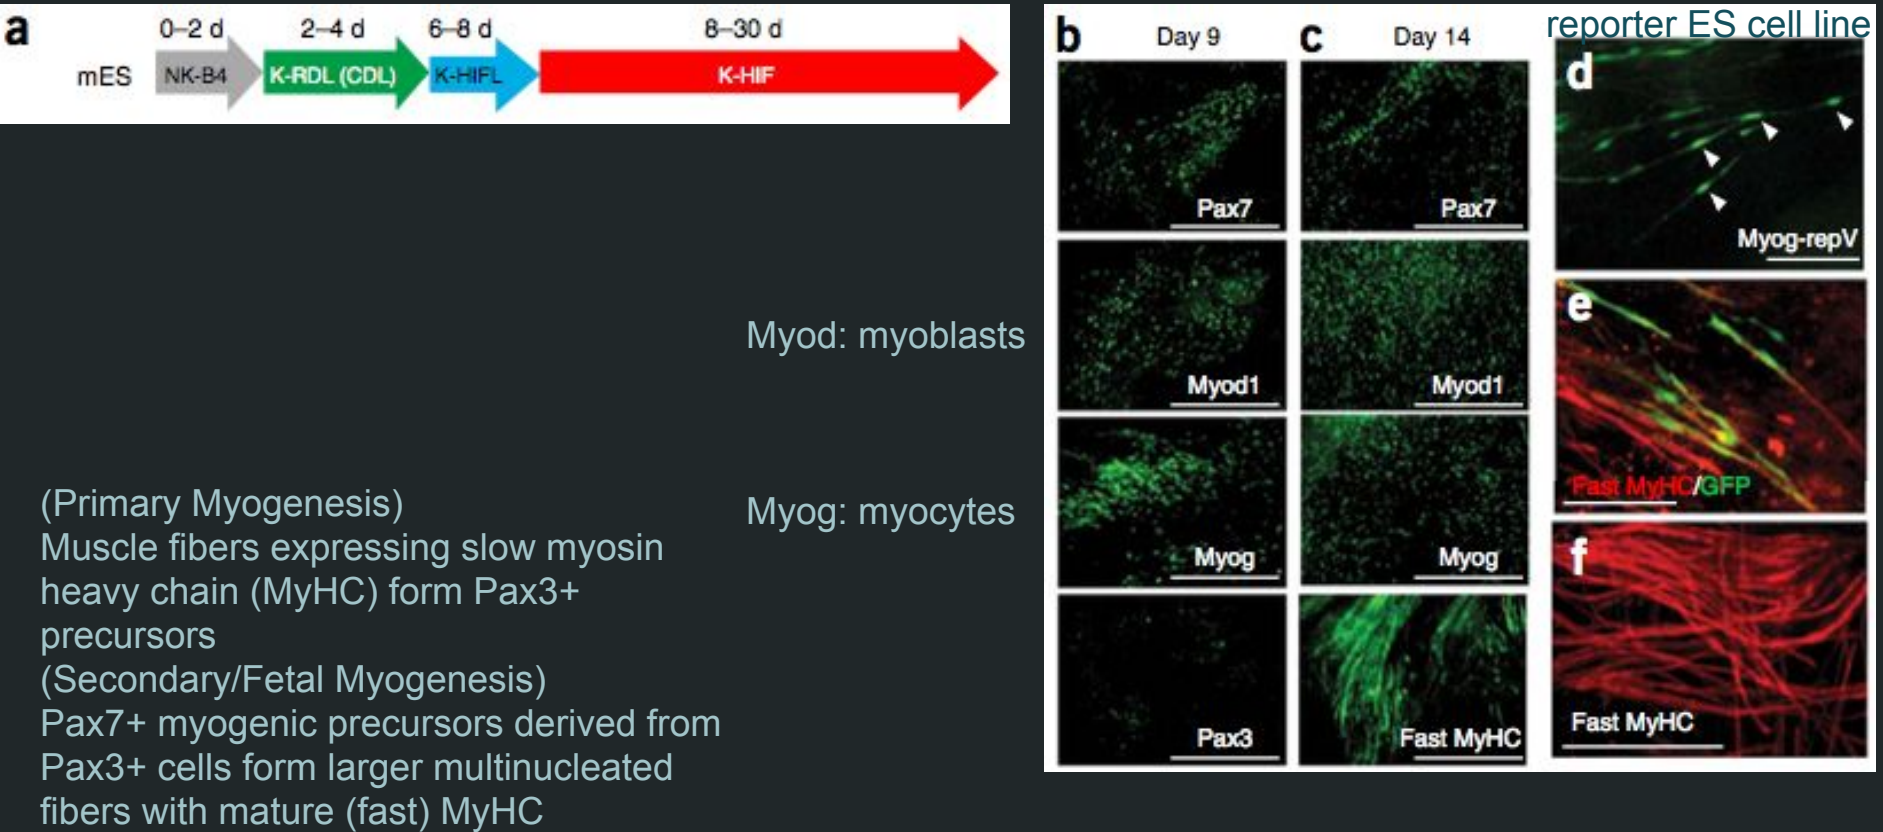 a
0–2 d
2–4 d
6–8 d
8–30 d
mES
NK-B4
K-RDL (CDL)
K-HIFL
K-HIF
Myod: myoblasts
Myog: myocytes
(Primary Myogenesis)
Muscle fibers expressing slow myosin
heavy chain (MyHC) form Pax3+
precursors
(Secondary/Fetal Myogenesis)
Pax7+ myogenic precursors derived from
Pax3+ cells form larger multinucleated
fibers with mature (fast) MyHC
b
Day 9
Pax7
Myod1
Myog
Pax3
c
Day 14
Pax7
Myod1
Myog
Fast MyHC
reporter ES cell line
d
Myog-repV
e
Fast MyHC/GFP
f
Fast MyHC